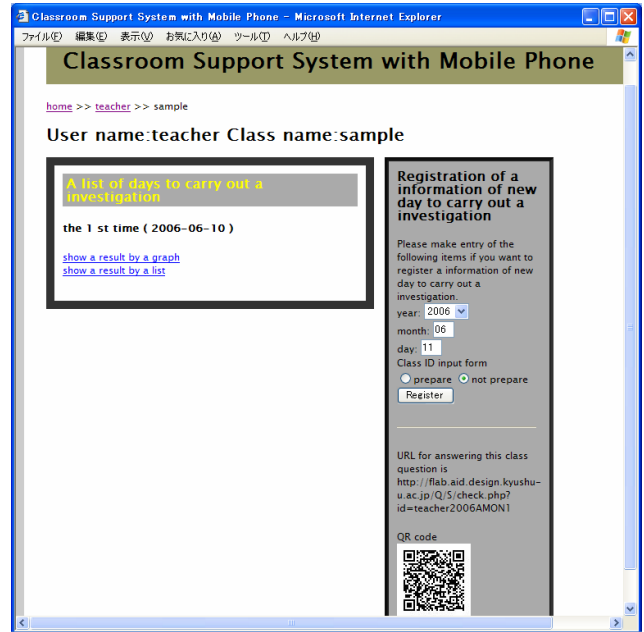 Classroom Support System with Mobile Phone - Microsoft Internet Explorer
ファイル(F) 編集(E) 表示(V) お気に入り(A) ツール(T) ヘルプ(H)
Classroom Support System with Mobile Phone
home >> teacher >> sample
User name:teacher Class name:sample
A list of days to carry out a
investigation
the 1 st time ( 2006-06-10 )
show a result by a graph
show a result by a list
Registration of a
information of new
day to carry out a
investigation
Please make entry of the
following items if you want to
register a information of new
day to carry out a
investigation.
year: 2006
month: 06
day: 11
Class ID input form
prepare not prepare
Register
URL for answering this class
question is
http://flab.aid.design.kyushu-
u.ac.jp/Q/S/check.php?
id=teacher2006AMON1
QR code